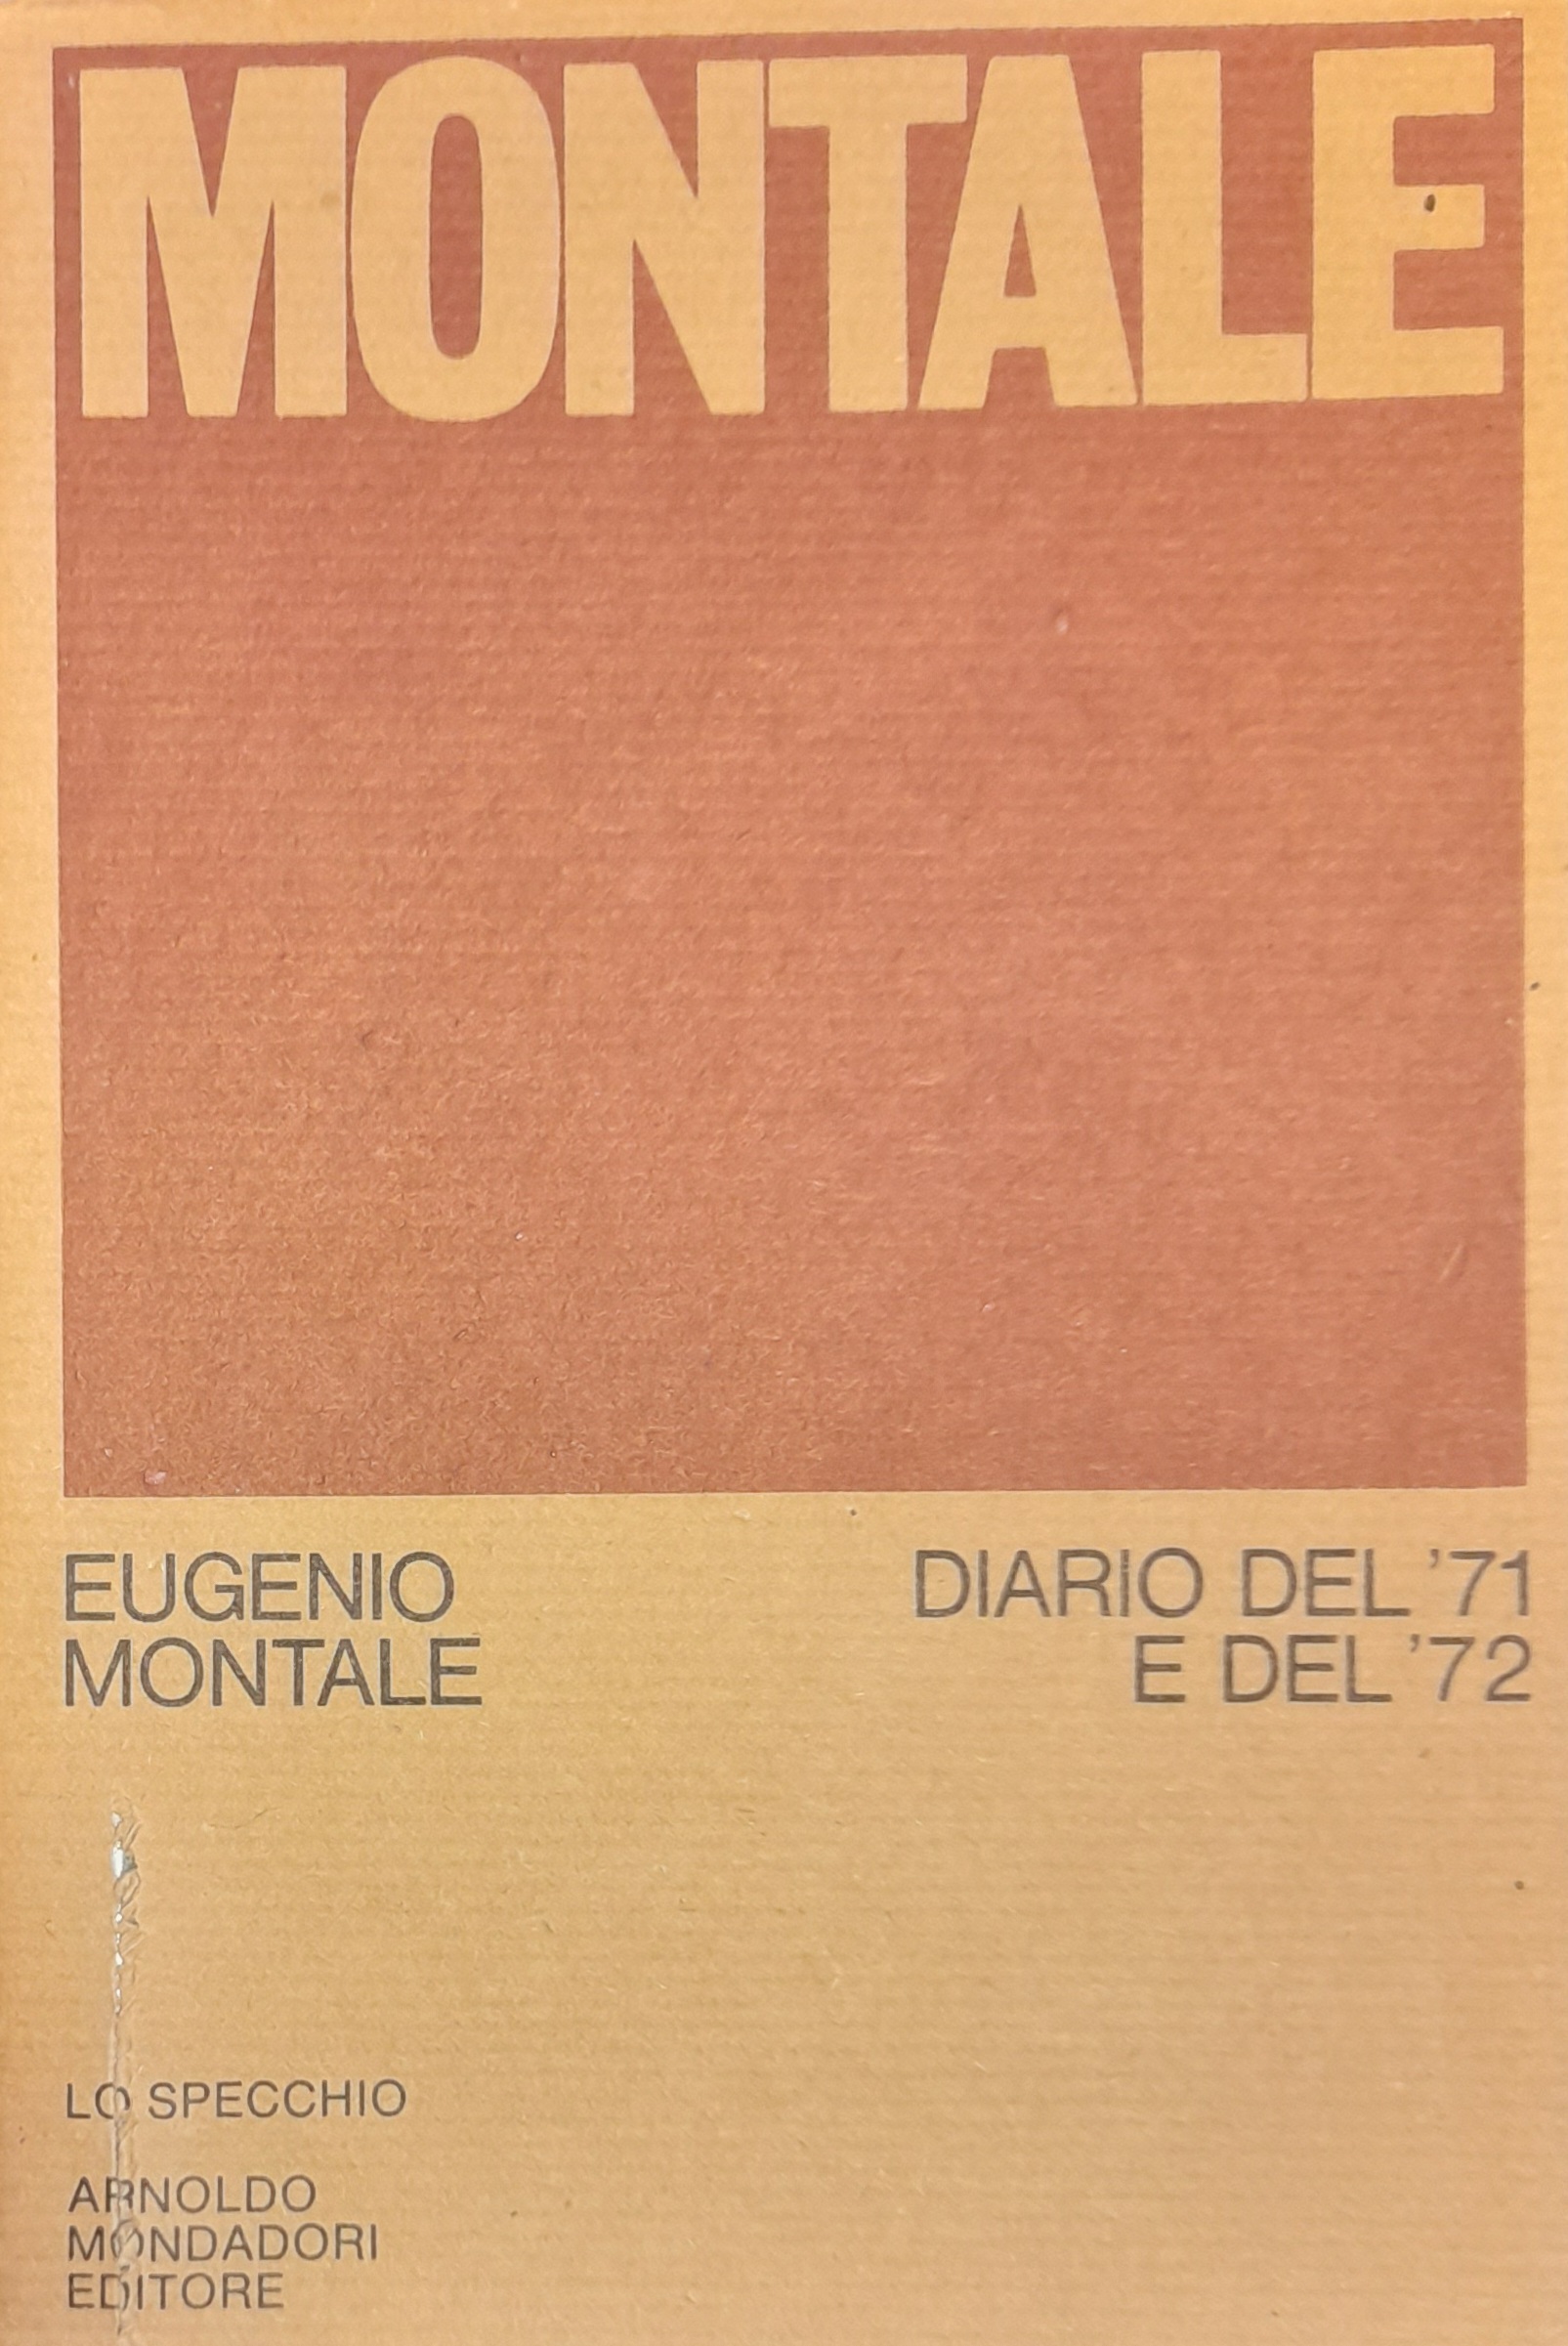 MONTALE
EUGENIO
MONTALE
DIARIO DEL '71
E DEL '72
LO SPECCHIO
ARNOLDO
MONDADORI
EDITORE